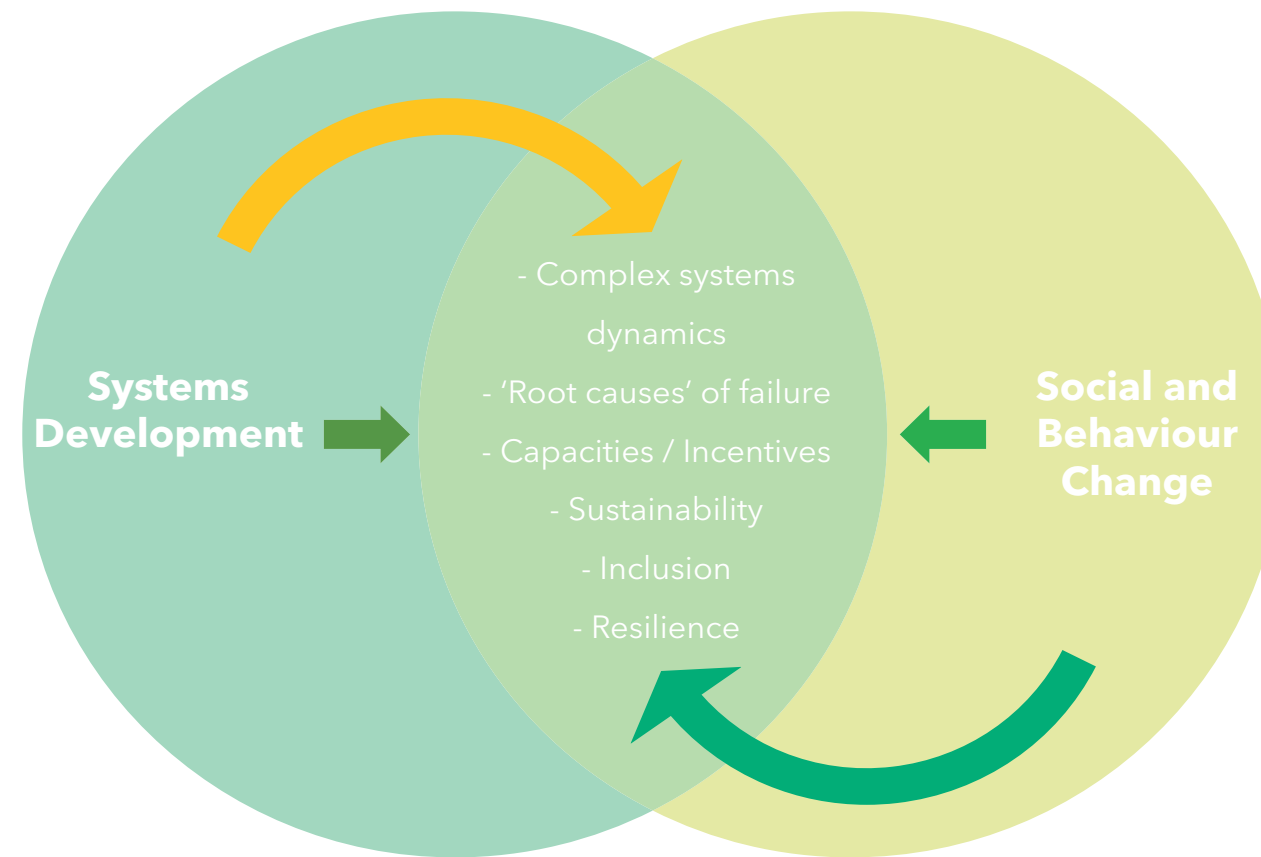 Systems
Development
- Complex systems
dynamics
- ‘Root causes’ of failure
- Capacities / Incentives
- Sustainability
- Inclusion
- Resilience
Social and
Behaviour
Change